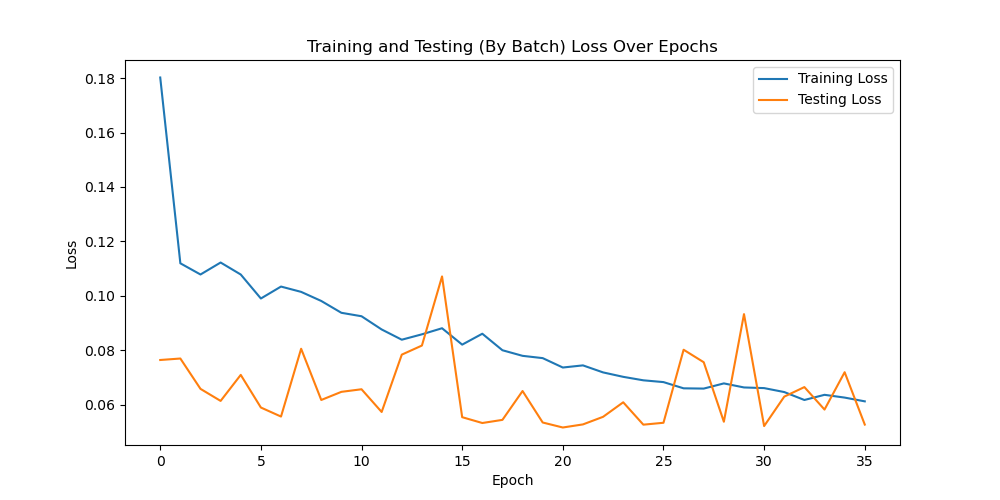 Training and Testing (By Batch) Loss Over Epochs
Training Loss
Testing Loss
0.18
0.16
0.14
0.12
0.10
0.08
0.06
Loss
0 5 10 15 20 25 30 35
Epoch